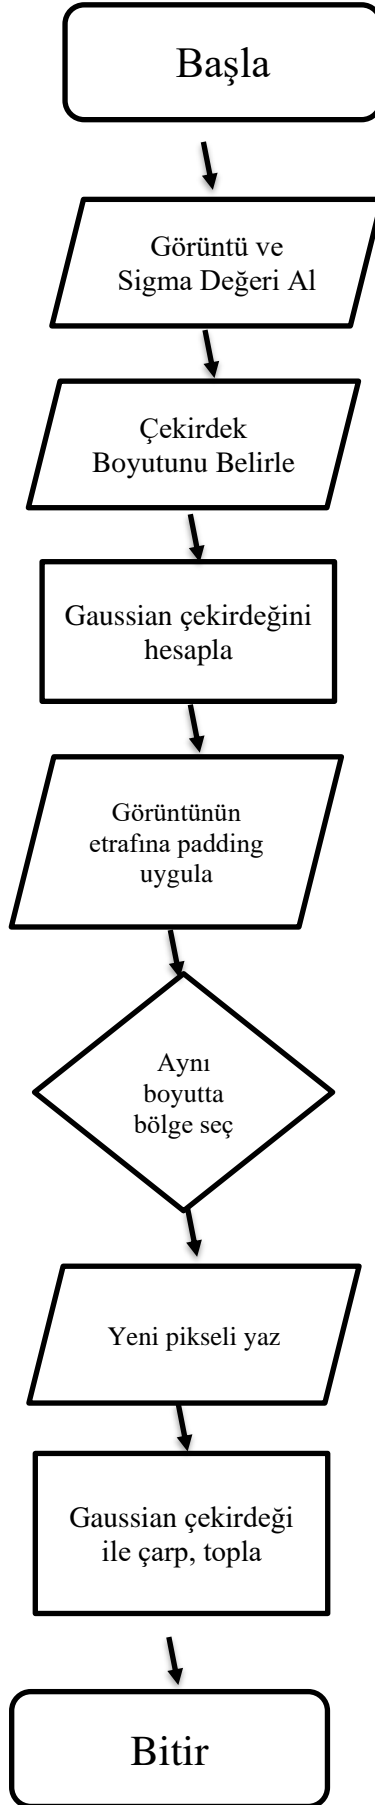 Başla
Görüntü ve
Sigma Değeri Al
Çekirdek
Boyutunu Belirle
Gaussian çekirdeğini
hesapla
Görüntünün
etrafına padding
uygula
Aynı
boyutta
bölge seç
Yeni pikseli yaz
Gaussian çekirdeği
ile çarp, topla
Bitir